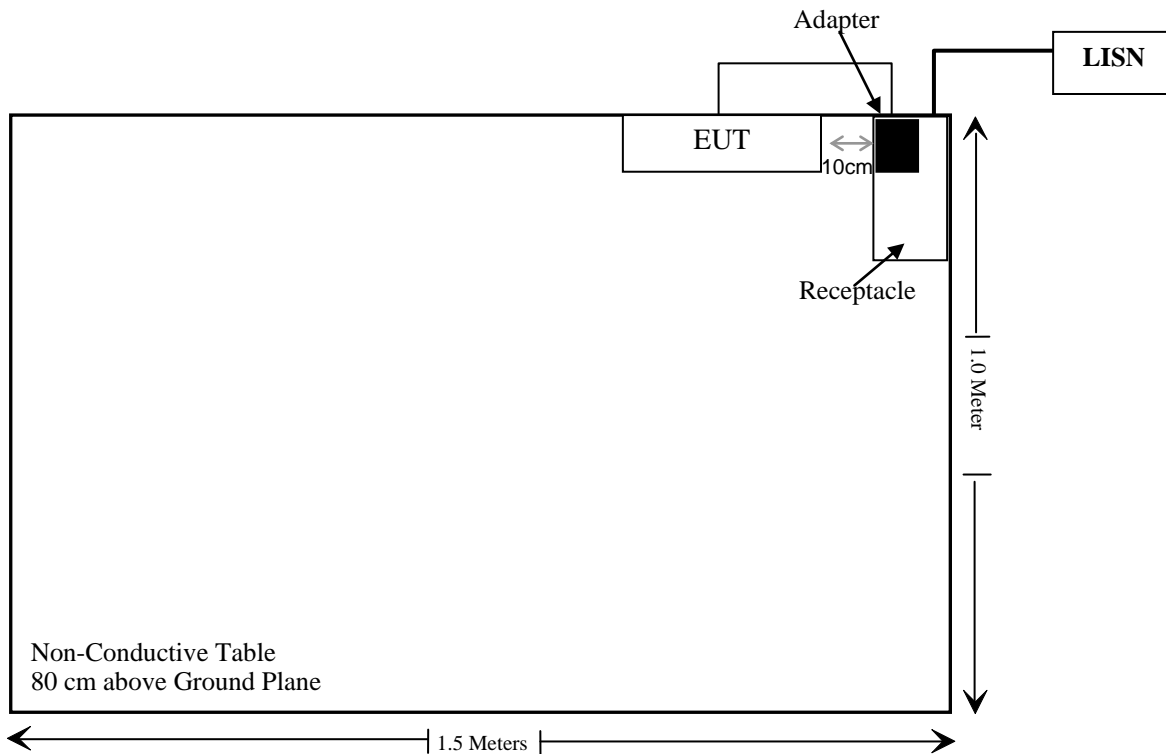 Adapter
LISN
EUT
10cm
Receptacle
1.0 Meter
Non-Conductive Table
80 cm above Ground Plane
1.5 Meters